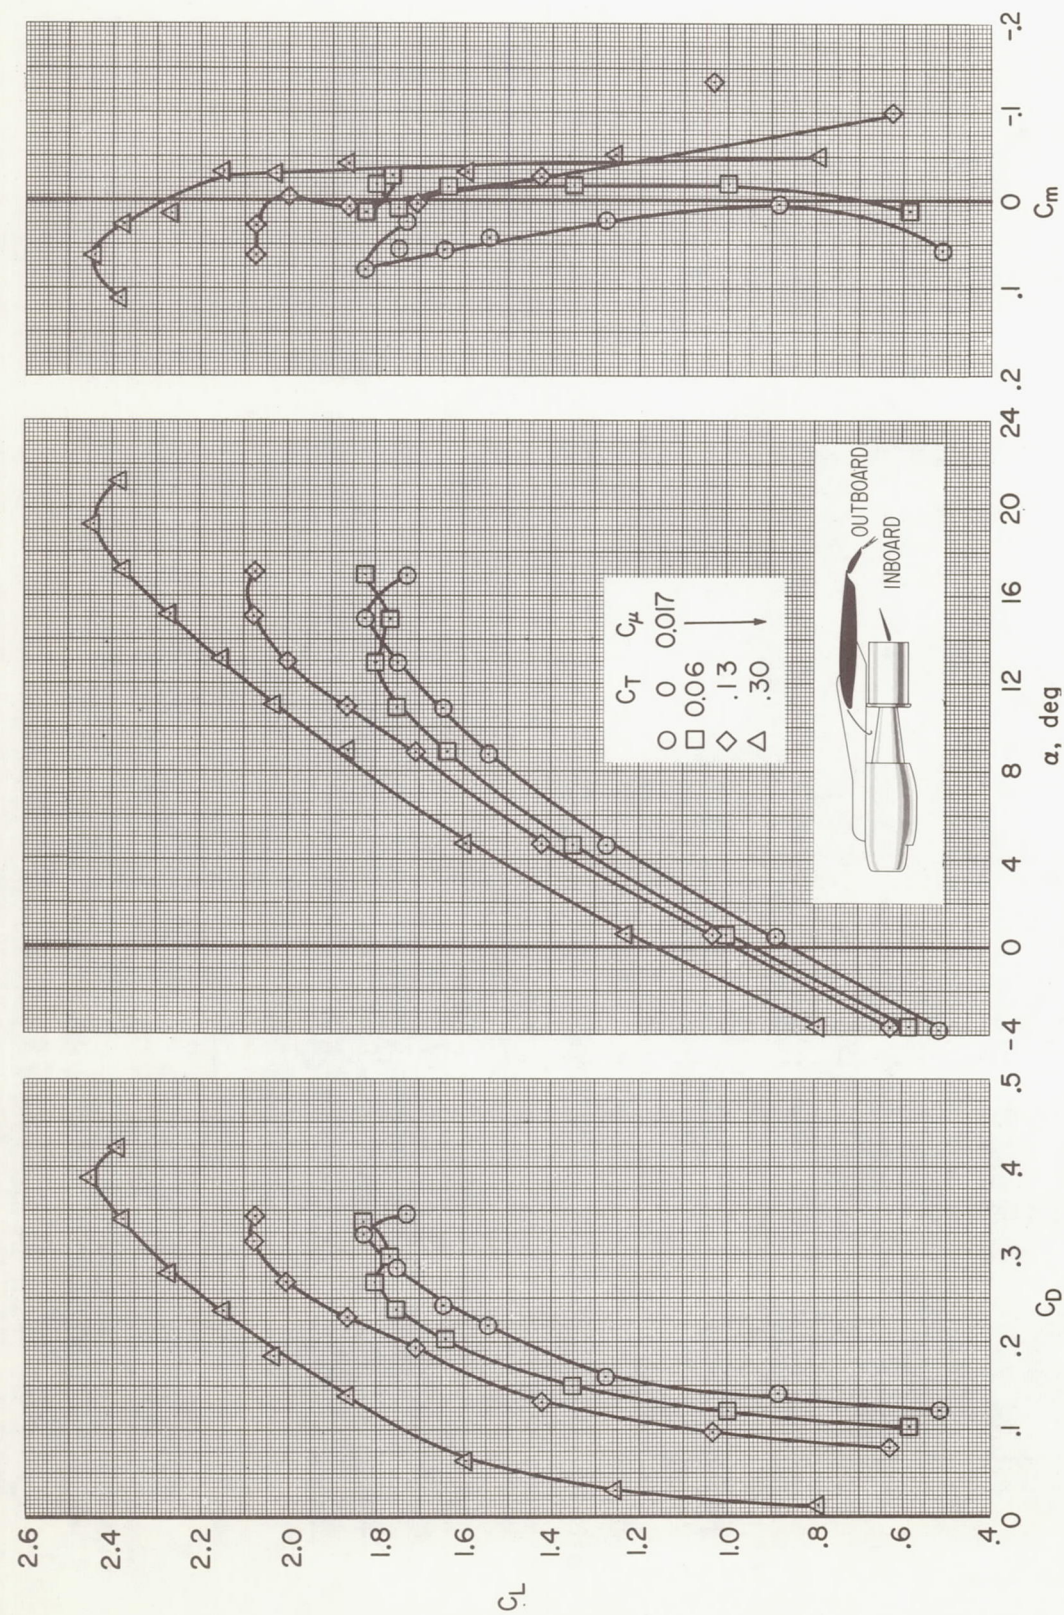 2.6
2.4
2.2
2.0
1.8
1.6
1.4
1.2
1.0
.8
.6
.4
C_L
0 .1 .2 .3 .4 .5
C_D
-4 0 4 8 12 16 20 24
α, deg
.2 .1 0 -.1 -.2
C_m
C_T C_μ
0 0.017
0.06
.13
.30
OUTBOARD
INBOARD